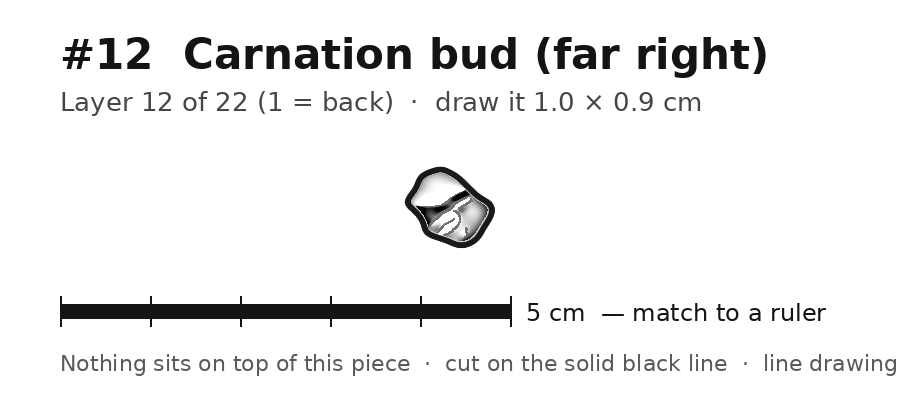 #12 Carnation bud (far right)
Layer 12 of 22 (1 = back) · draw it 1.0 × 0.9 cm
5 cm — match to a ruler
Nothing sits on top of this piece · cut on the solid black line · line drawing